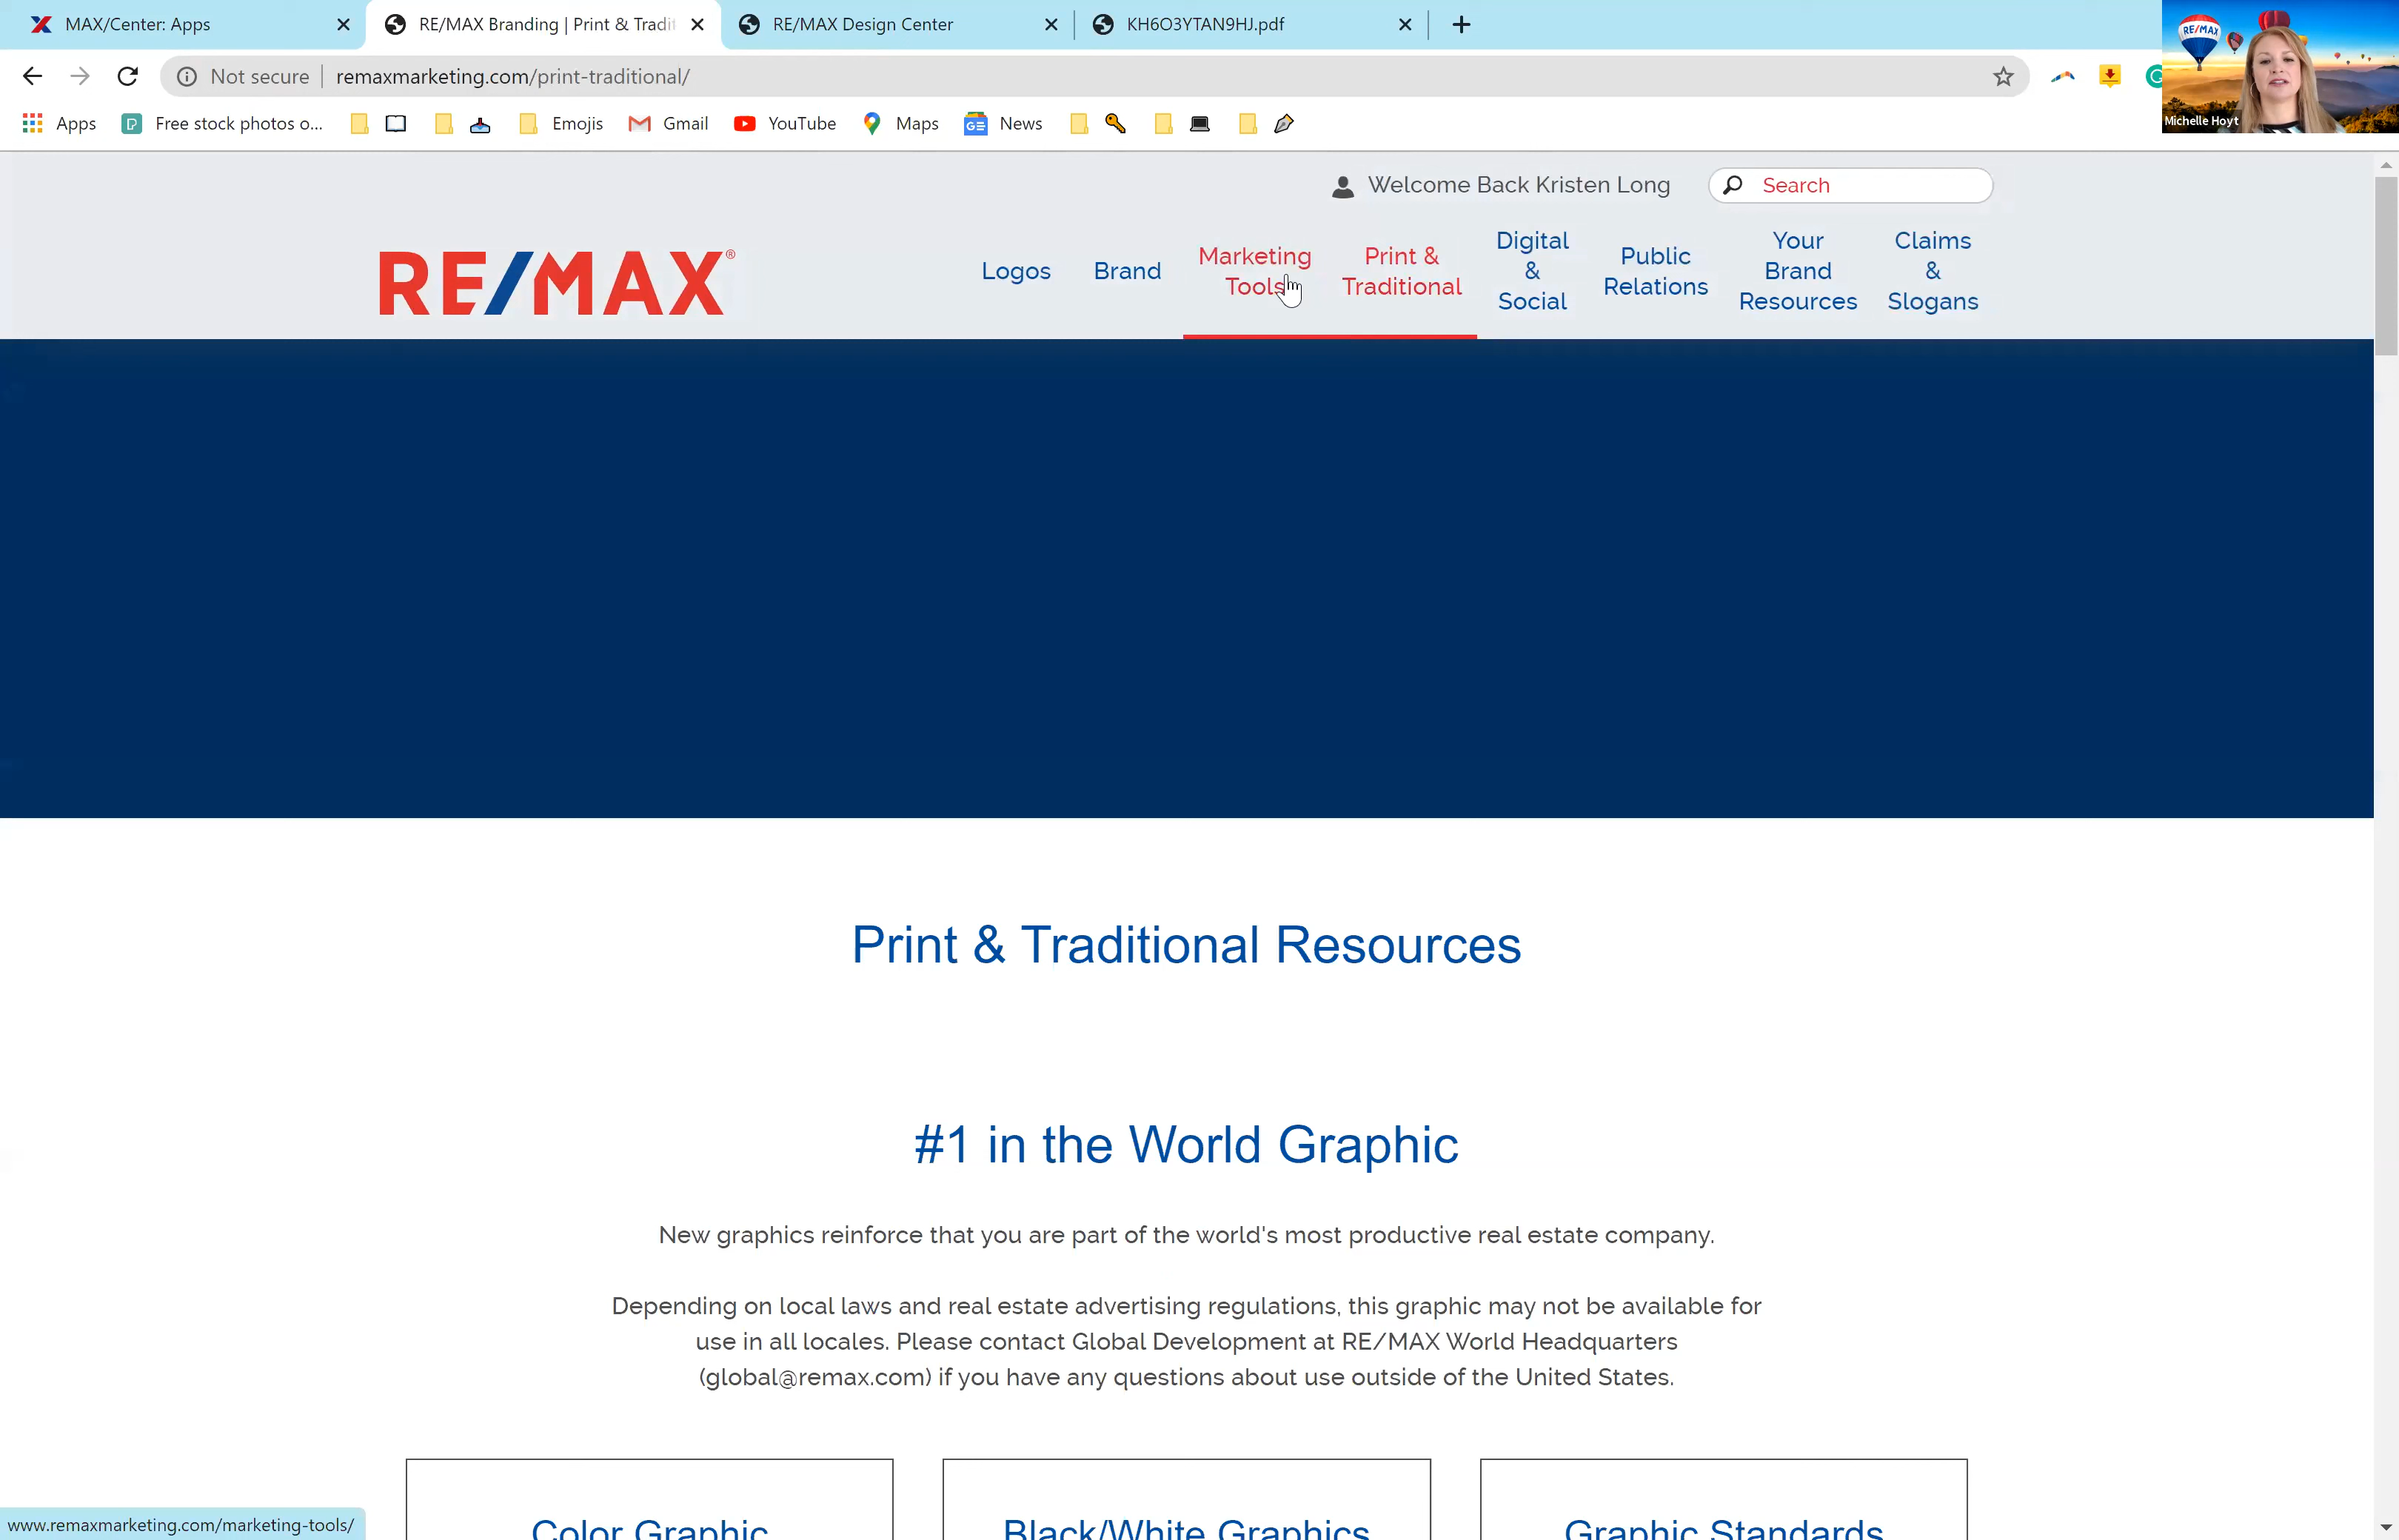 MAX/Center: Apps
RE/MAX Branding | Print & Tradit
RE/MAX Design Center
KH6O3YTAN9HJ.pdf
Not secure
remaxmarketing.com/print-traditional/
Apps
Free stock photos o...
Emojis
Gmail
YouTube
Maps
News
RE/MAX
Michelle Hoyt
Welcome Back Kristen Long
Search
RE/MAX®
Logos
Brand
Marketing
Tools
Print &
Traditional
Digital
&
Social
Public
Relations
Your
Brand
Resources
Claims
&
Slogans
Print & Traditional Resources
#1 in the World Graphic
New graphics reinforce that you are part of the world's most productive real estate company.
Depending on local laws and real estate advertising regulations, this graphic may not be available for
use in all locales. Please contact Global Development at RE/MAX World Headquarters
(global@remax.com) if you have any questions about use outside of the United States.
Color Graphic
Black/White Graphics
Graphic Standards
www.remaxmarketing.com/marketing-tools/